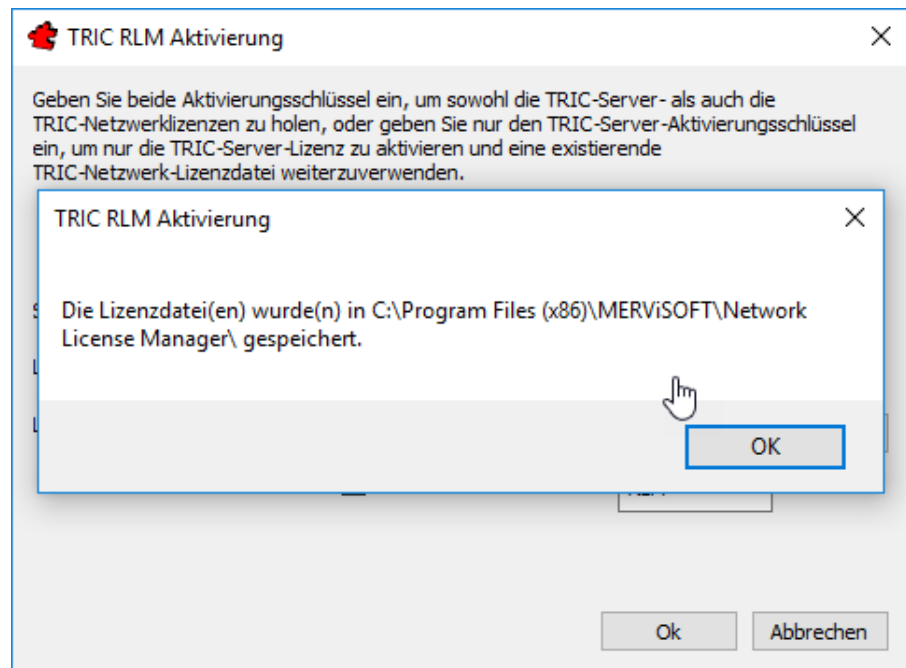 TRIC RLM Aktivierung
Geben Sie beide Aktivierungsschlüssel ein, um sowohl die TRIC-Server- als auch die
TRIC-Netzwerklizenzen zu holen, oder geben Sie nur den TRIC-Server-Aktivierungsschlüssel
ein, um nur die TRIC-Server-Lizenz zu aktivieren und eine existierende
TRIC-Netzwerk-Lizenzdatei weiterzuverwenden.
TRIC RLM Aktivierung
Die Lizenzdatei(en) wurde(n) in C:\Program Files (x86)\MERViSOFT\Network
License Manager\ gespeichert.
OK
Ok Abbrechen